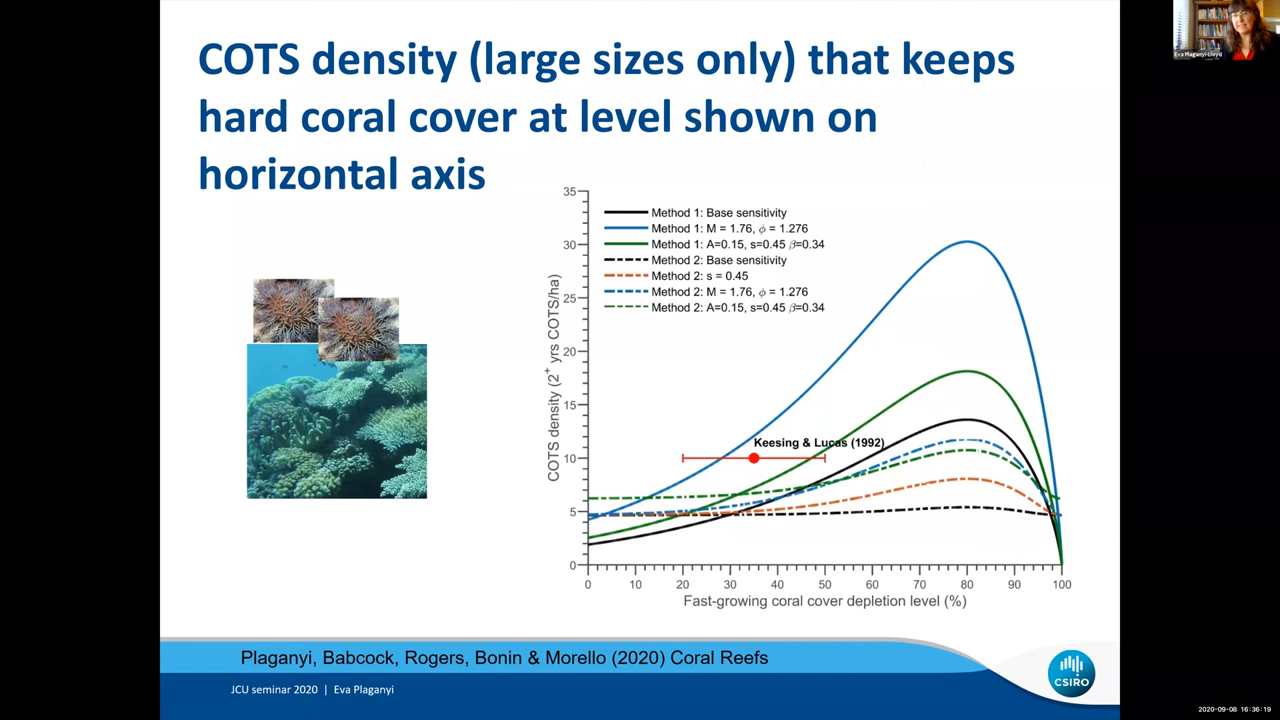 COTS density (large sizes only) that keeps
hard coral cover at level shown on
horizontal axis
Eva Plaganyi-Lloyd
35
30
25
20
15
10
5
0
COTS density (2+ yrs COTS/ha)
Method 1: Base sensitivity
Method 1: M = 1.76, ϕ = 1.276
Method 1: A=0.15, s=0.45 β=0.34
Method 2: Base sensitivity
Method 2: s = 0.45
Method 2: M = 1.76, ϕ = 1.276
Method 2: A=0.15, s=0.45 β=0.34
Keesing & Lucas (1992)
0 10 20 30 40 50 60 70 80 90 100
Fast-growing coral cover depletion level (%)
Plaganyi, Babcock, Rogers, Bonin & Morello (2020) Coral Reefs
JCU seminar 2020 | Eva Plaganyi
CSIRO
2020-09-08 16:36:19